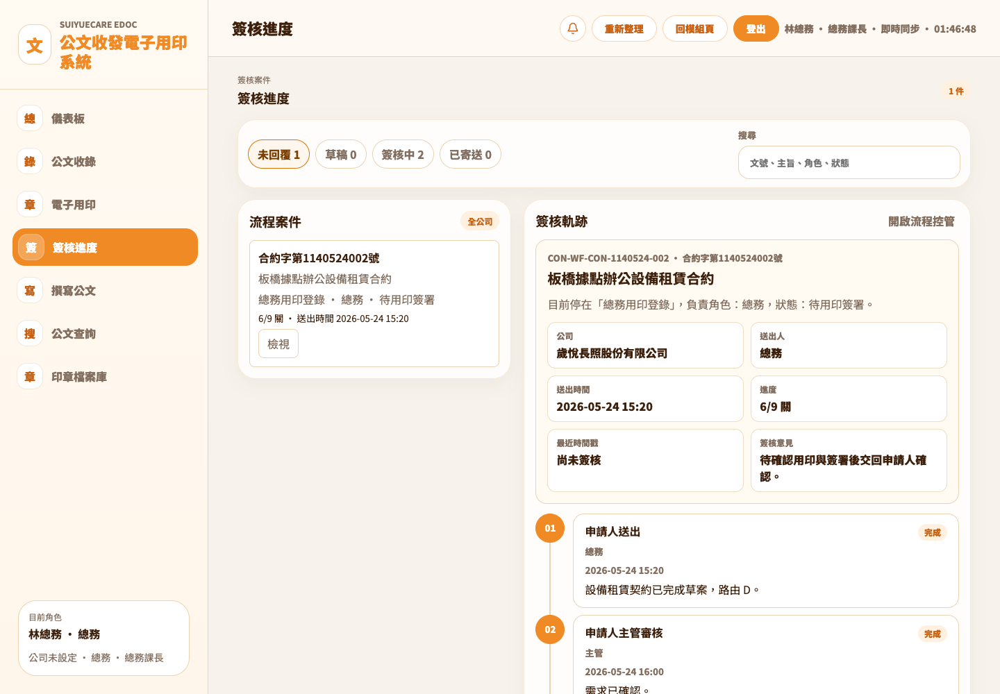 文
SUIYUECARE EDOC
公文收發電子用印
系統
總 儀表板
錄 公文收錄
章 電子用印
簽 簽核進度
寫 撰寫公文
搜 公文查詢
章 印章檔案庫
目前角色
林總務 • 總務
公司未設定 • 總務 • 總務課長
簽核進度
重新整理
回模組頁
登出
林總務 • 總務課長 • 即時同步 • 01:46:48
簽核案件
簽核進度
1 件
未回覆 1
草稿 0
簽核中 2
已寄送 0
搜尋
文號、主旨、角色、狀態
流程案件
全公司
合約字第1140524002號
板橋據點辦公設備租賃合約
總務用印登錄 • 總務 • 待用印簽署
6/9 關 • 送出時間 2026-05-24 15:20
檢視
簽核軌跡
開啟流程控管
CON-WF-CON-1140524-002 • 合約字第1140524002號
板橋據點辦公設備租賃合約
目前停在「總務用印登錄」，負責角色：總務，狀態：待用印簽署。
公司
歲悅長照股份有限公司
送出人
總務
送出時間
2026-05-24 15:20
進度
6/9 關
最近時間戳
尚未簽核
簽核意見
待確認用印與簽署後交回申請人確
認。
01
申請人送出
完成
總務
2026-05-24 15:20
設備租賃契約已完成草案，路由 D。
02
申請人主管審核
完成
主管
2026-05-24 16:00
需求已確認。